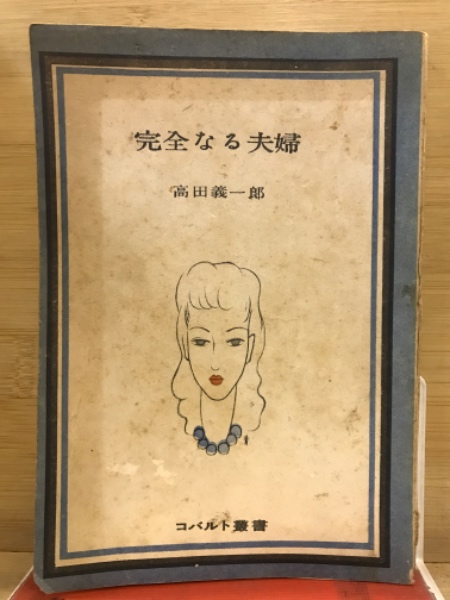 完全なる夫婦
高田義一郎
コバルト叢書